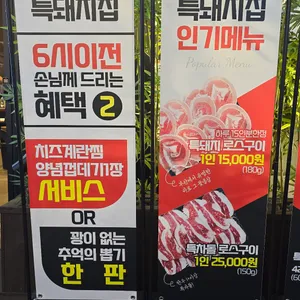 특돼지집
6시이전
손님께 드리는
혜택 2
치즈계란찜
양념껍데기1장
서비스
OR
꽝이 없는
추억의 뽑기
한 판
특돼지집
인기메뉴
Popular Menu
하루 15인분한정
특돼지 로스구이
1인 15,000원
(180g)
특차돌 로스구이
1인 25,000원
(150g)